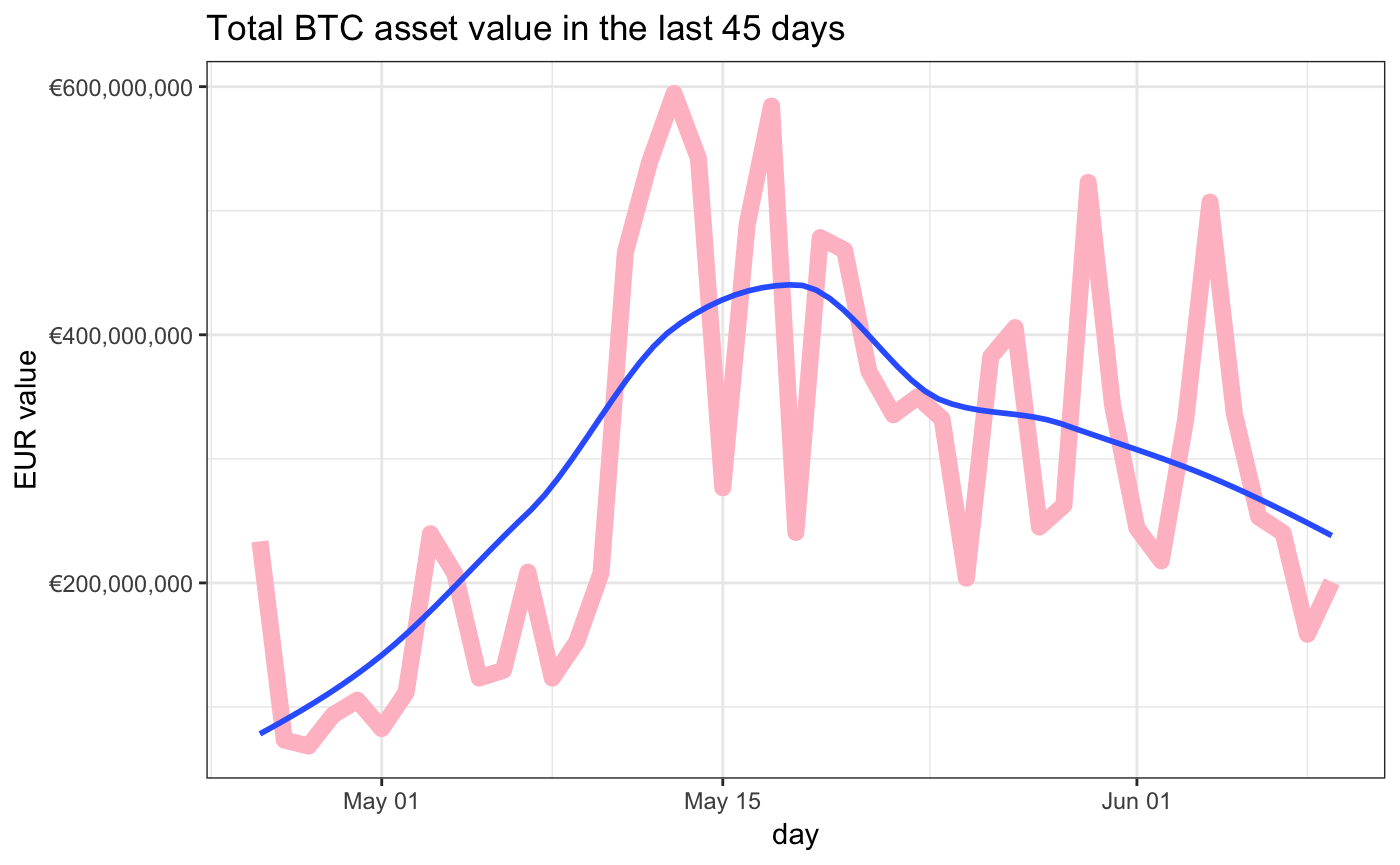 Total BTC asset value in the last 45 days
€600,000,000
€400,000,000
€200,000,000
EUR value
May 01
May 15
Jun 01
day